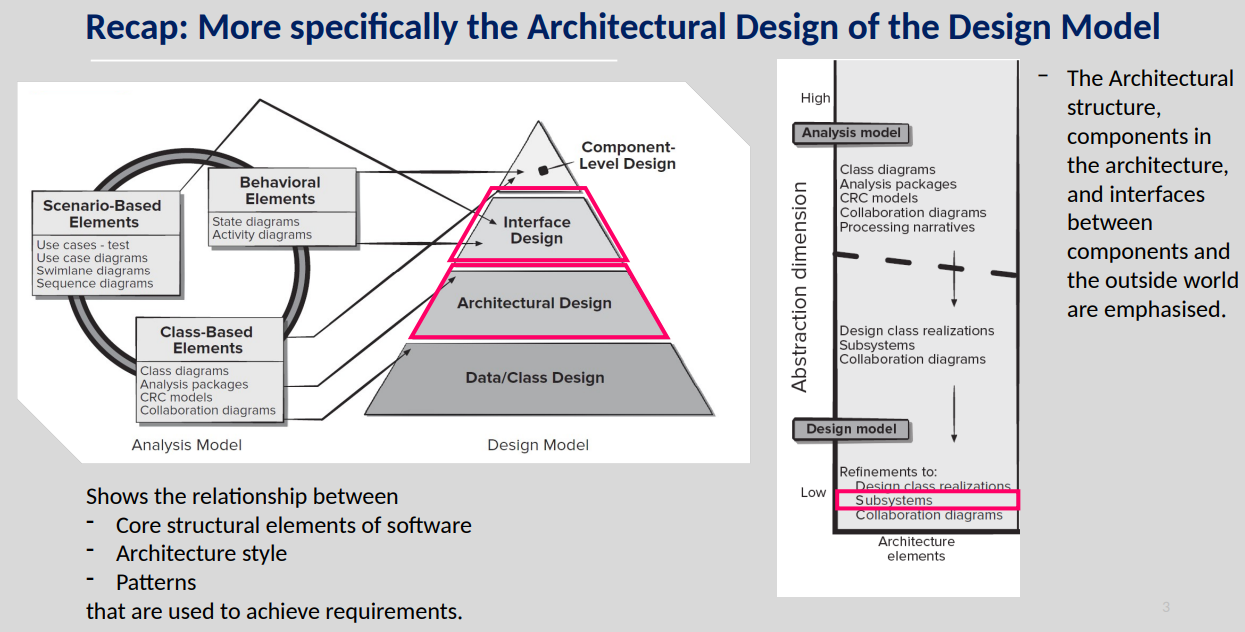 Recap: More specifically the Architectural Design of the Design Model
Scenario-Based
Elements
Use cases - test
Use case diagrams
Swimlane diagrams
Sequence diagrams
Behavioral
Elements
State diagrams
Activity diagrams
Class-Based
Elements
Class diagrams
Analysis packages
CRC models
Collaboration diagrams
Analysis Model
Component-
Level Design
Interface
Design
Architectural Design
Data/Class Design
Design Model
Shows the relationship between
- Core structural elements of software
- Architecture style
- Patterns
that are used to achieve requirements.
Abstraction dimension
High
Analysis model
Class diagrams
Analysis packages
CRC models
Collaboration diagrams
Processing narratives
Design class realizations
Subsystems
Collaboration diagrams
Design model
Low
Refinements to:
Design class realizations
Subsystems
Collaboration diagrams
Architecture
elements
– The Architectural
structure,
components in
the architecture,
and interfaces
between
components and
the outside world
are emphasised.
3